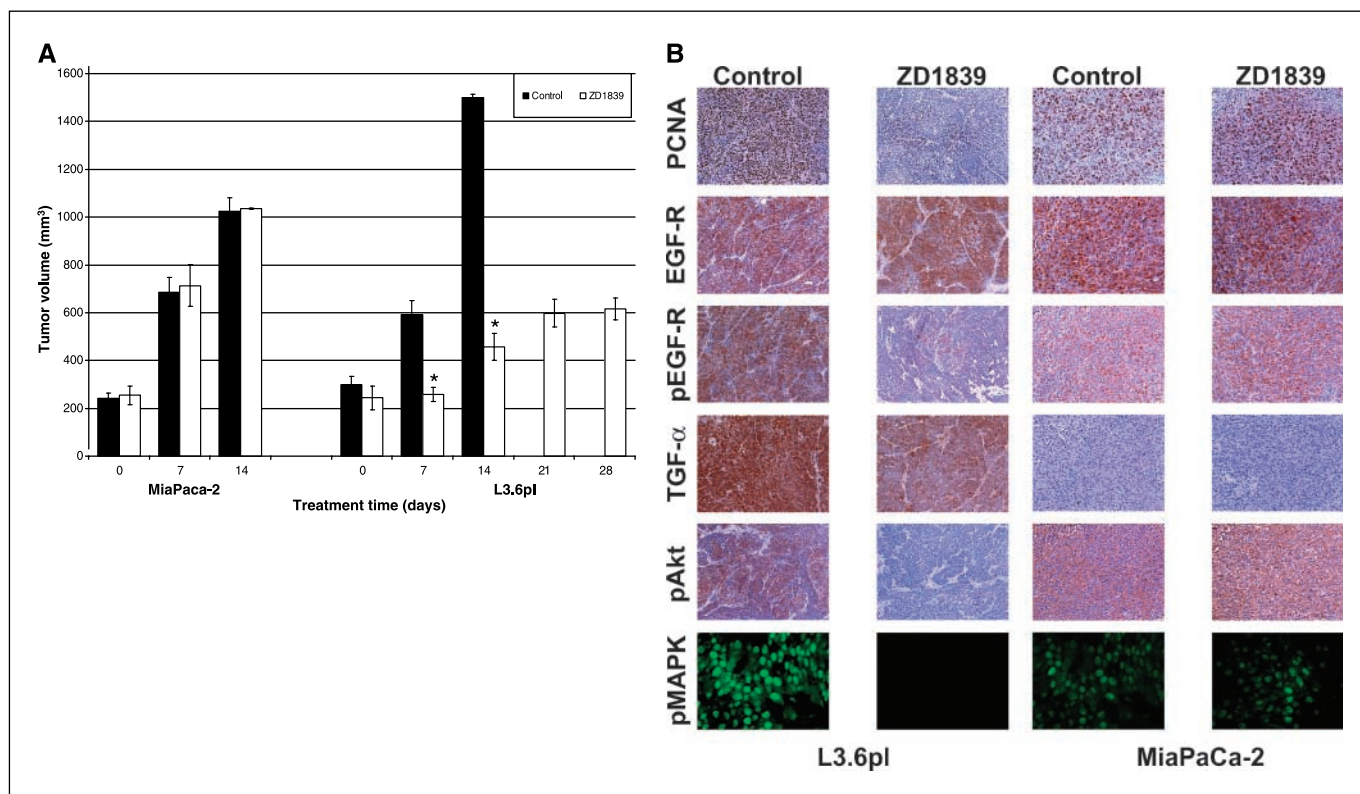 A
1600
1400
1200
1000
800
600
400
200
0
Tumor volume (mm³)
Control ZD1839
*
*
0 7 14 0 7 14 21 28
MiaPaca-2 L3.6pl
Treatment time (days)
B
Control ZD1839 Control ZD1839
PCNA
EGF-R
pEGF-R
TGF-α
pAkt
pMAPK
L3.6pl MiaPaCa-2